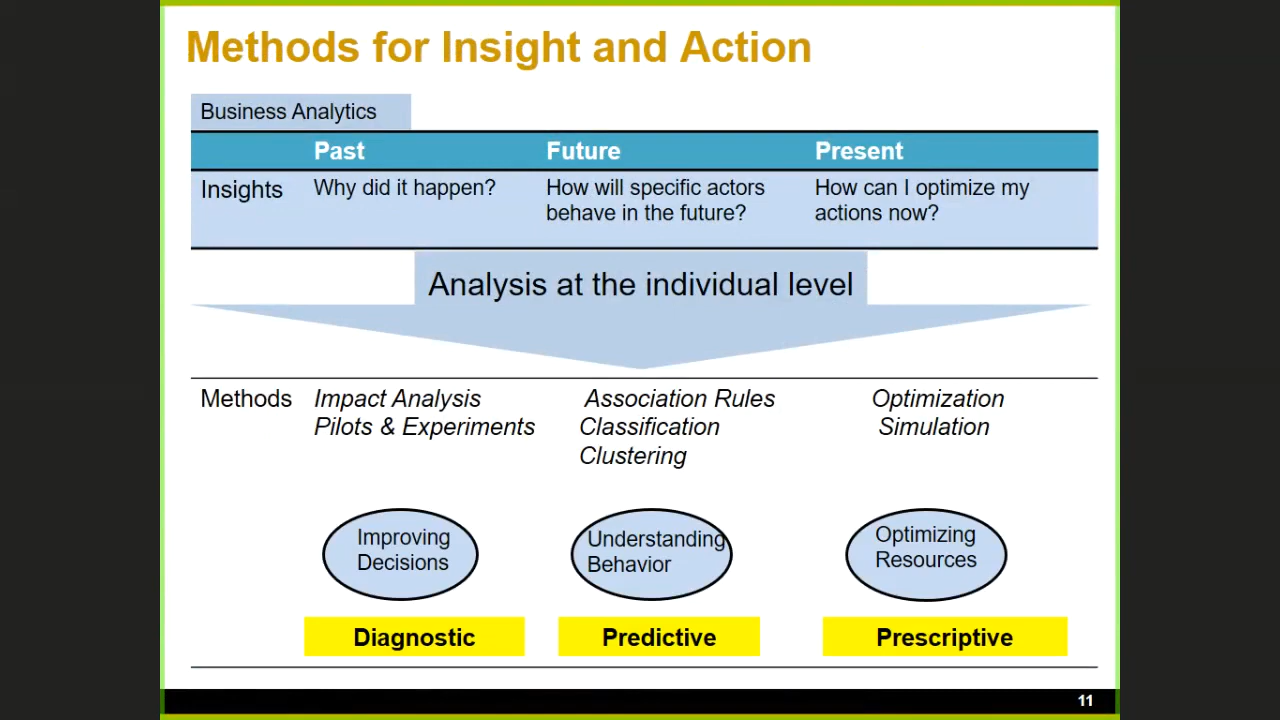 Methods for Insight and Action
Business Analytics
Past Future Present
Insights Why did it happen? How will specific actors How can I optimize my
behave in the future? actions now?
Analysis at the individual level
Methods Impact Analysis Association Rules Optimization
Pilots & Experiments Classification Simulation
Clustering
Improving Understanding Optimizing
Decisions Behavior Resources
Diagnostic Predictive Prescriptive
11